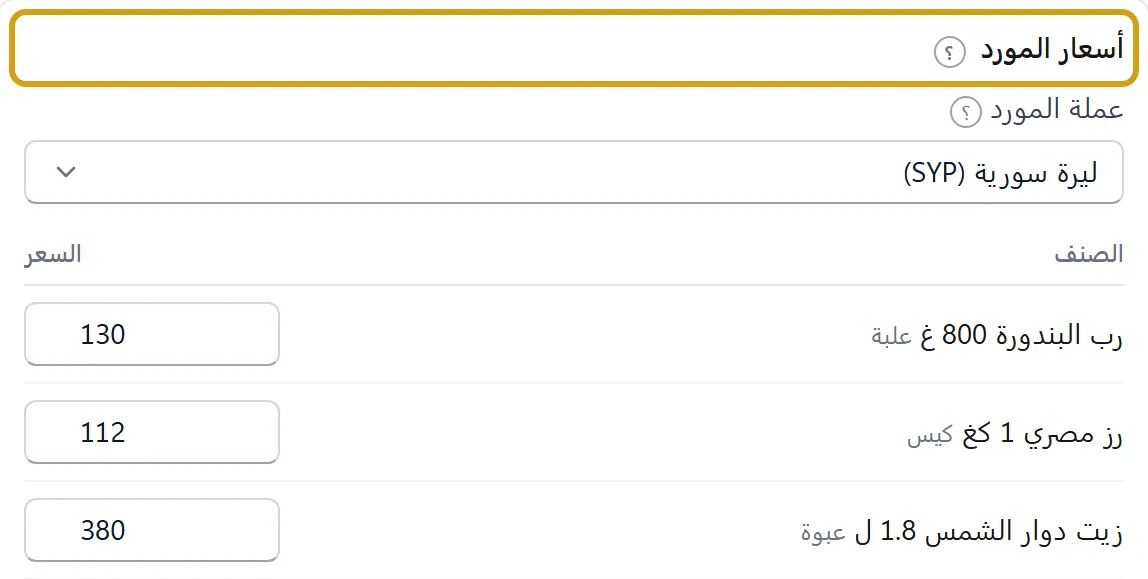 أسعار المورد ؟
عملة المورد ؟
ليرة سورية (SYP)
الصنف السعر
رب البندورة 800 غ علبة 130
رز مصري 1 كغ كيس 112
زيت دوار الشمس 1.8 ل عبوة 380